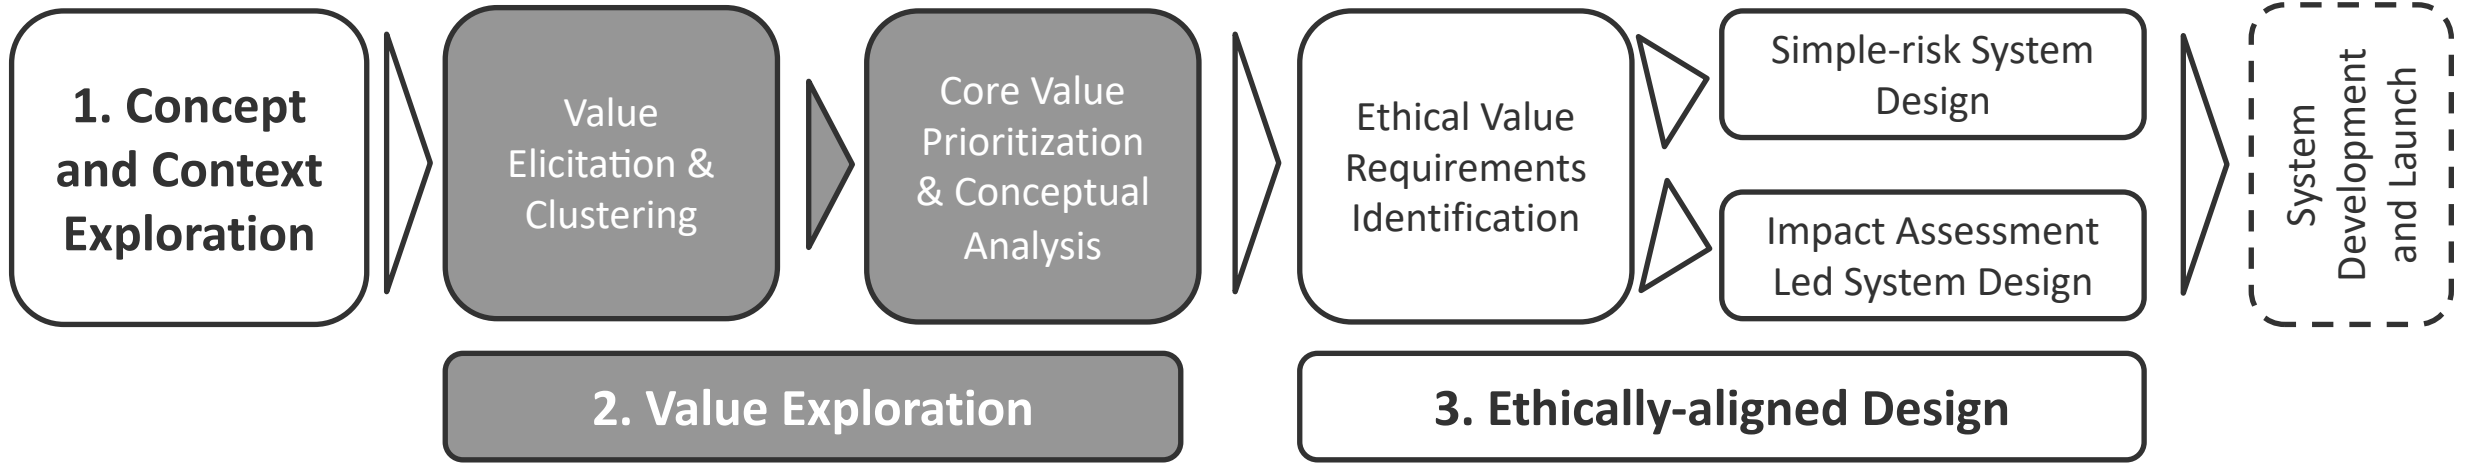 1. Concept
and Context
Exploration
Value
Elicitation &
Clustering
Core Value
Prioritization
& Conceptual
Analysis
Ethical Value
Requirements
Identification
Simple-risk System
Design
Impact Assessment
Led System Design
System
Development
and Launch
2. Value Exploration
3. Ethically-aligned Design